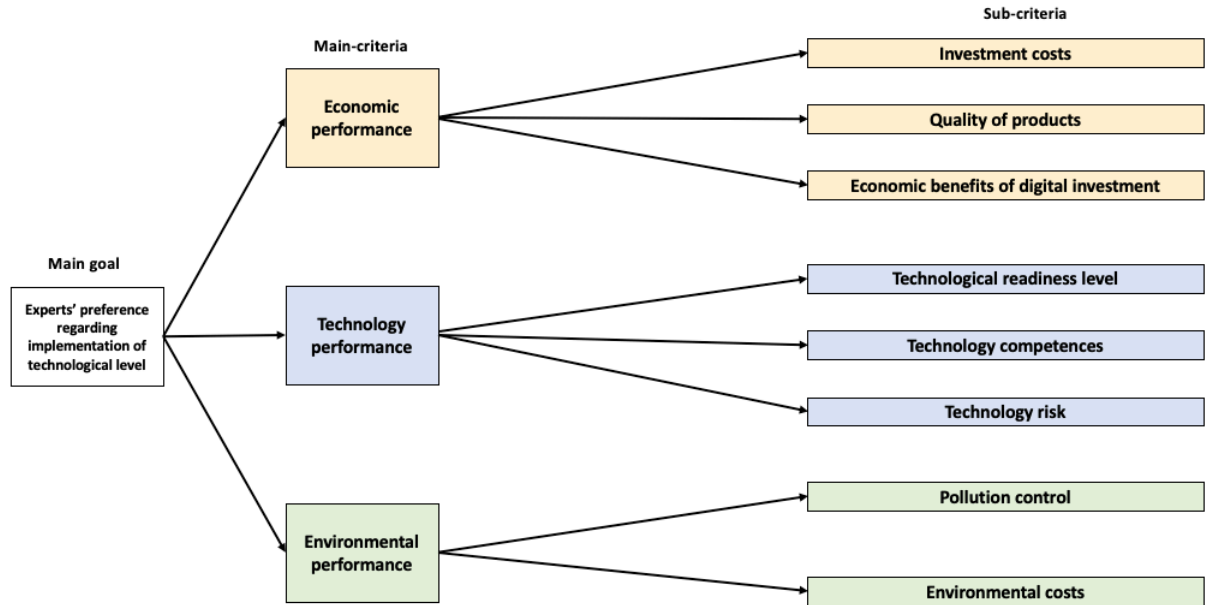 Sub-criteria
Main-criteria
Investment costs
Economic
performance
Quality of products
Economic benefits of digital investment
Main goal
Experts’ preference
regarding
implementation of
technological level
Technological readiness level
Technology
performance
Technology competences
Technology risk
Pollution control
Environmental
performance
Environmental costs